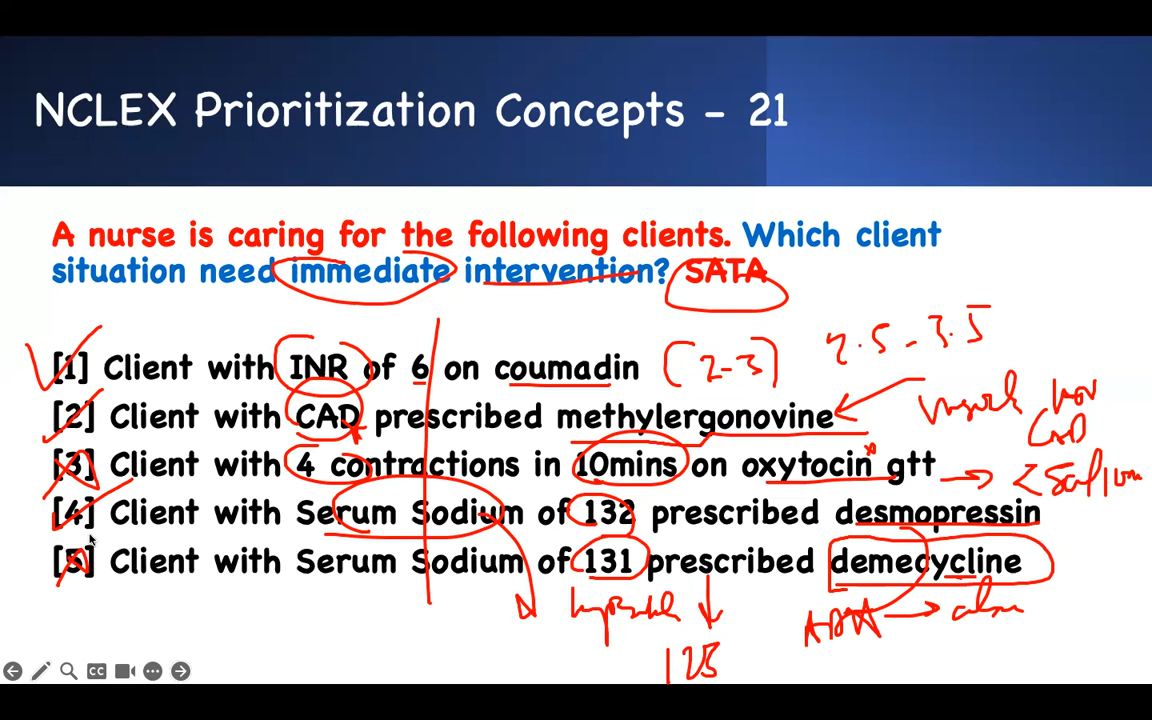 NCLEX Prioritization Concepts - 21
A nurse is caring for the following clients. Which client
situation need immediate intervention? SATA
2.5 - 3.5
[1] Client with INR of 6 on coumadin (2-3)
[2] Client with CAD prescribed methylergonovine
CAD
[3] Client with 4 contractions in 10mins on oxytocin gtt
[4] Client with Serum Sodium of 132 prescribed desmopressin
[5] Client with Serum Sodium of 131 prescribed demecycline
125